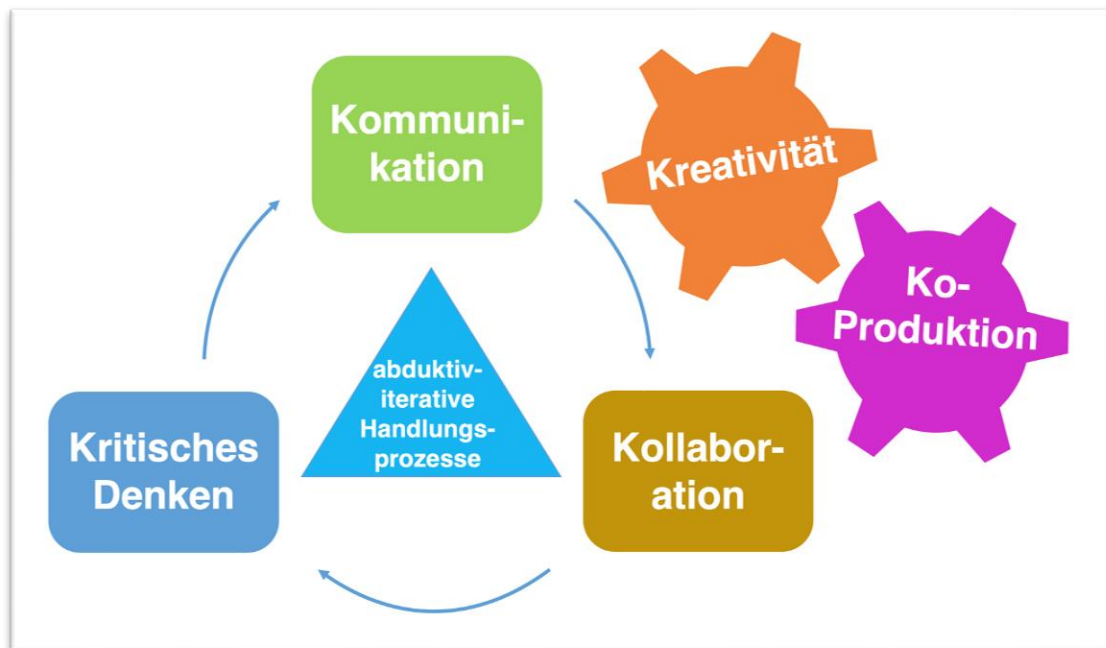 Kommuni-
kation
Kreativität
Ko-
Produktion
abduktiv-
iterative
Handlungs-
prozesse
Kritisches
Denken
Kollabor-
ation